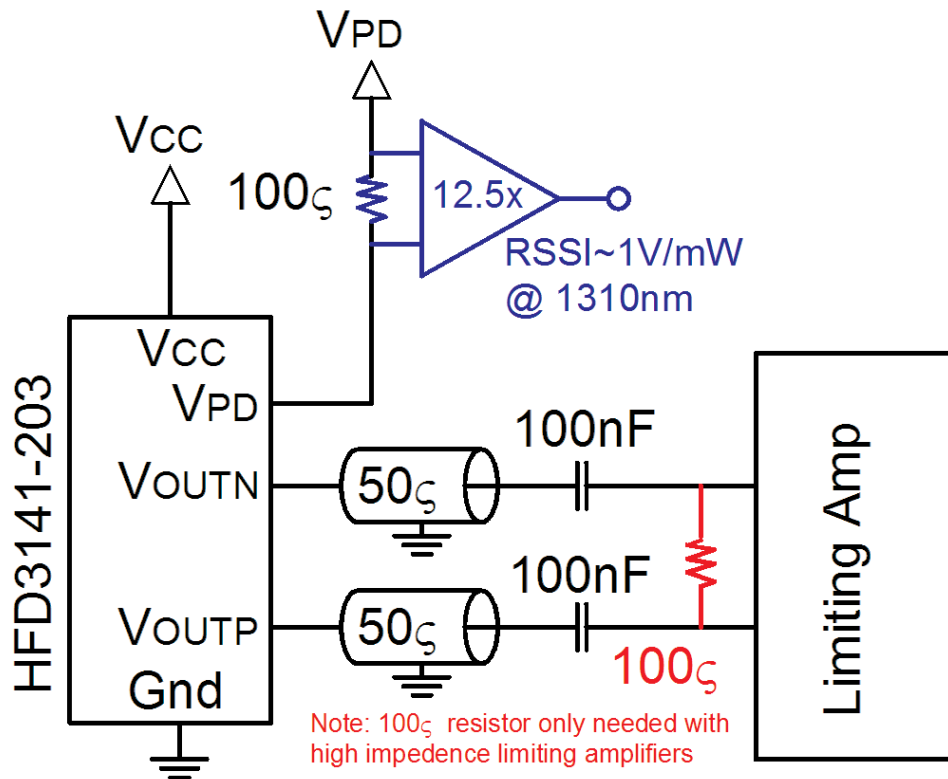 VPD
VCC
100ς
12.5x
RSSI~1V/mW
@ 1310nm
HFD3141-203
VCC
VPD
VOUTN
VOUTP
Gnd
50ς
100nF
50ς
100nF
100ς
Limiting Amp
Note: 100ς resistor only needed with
high impedence limiting amplifiers